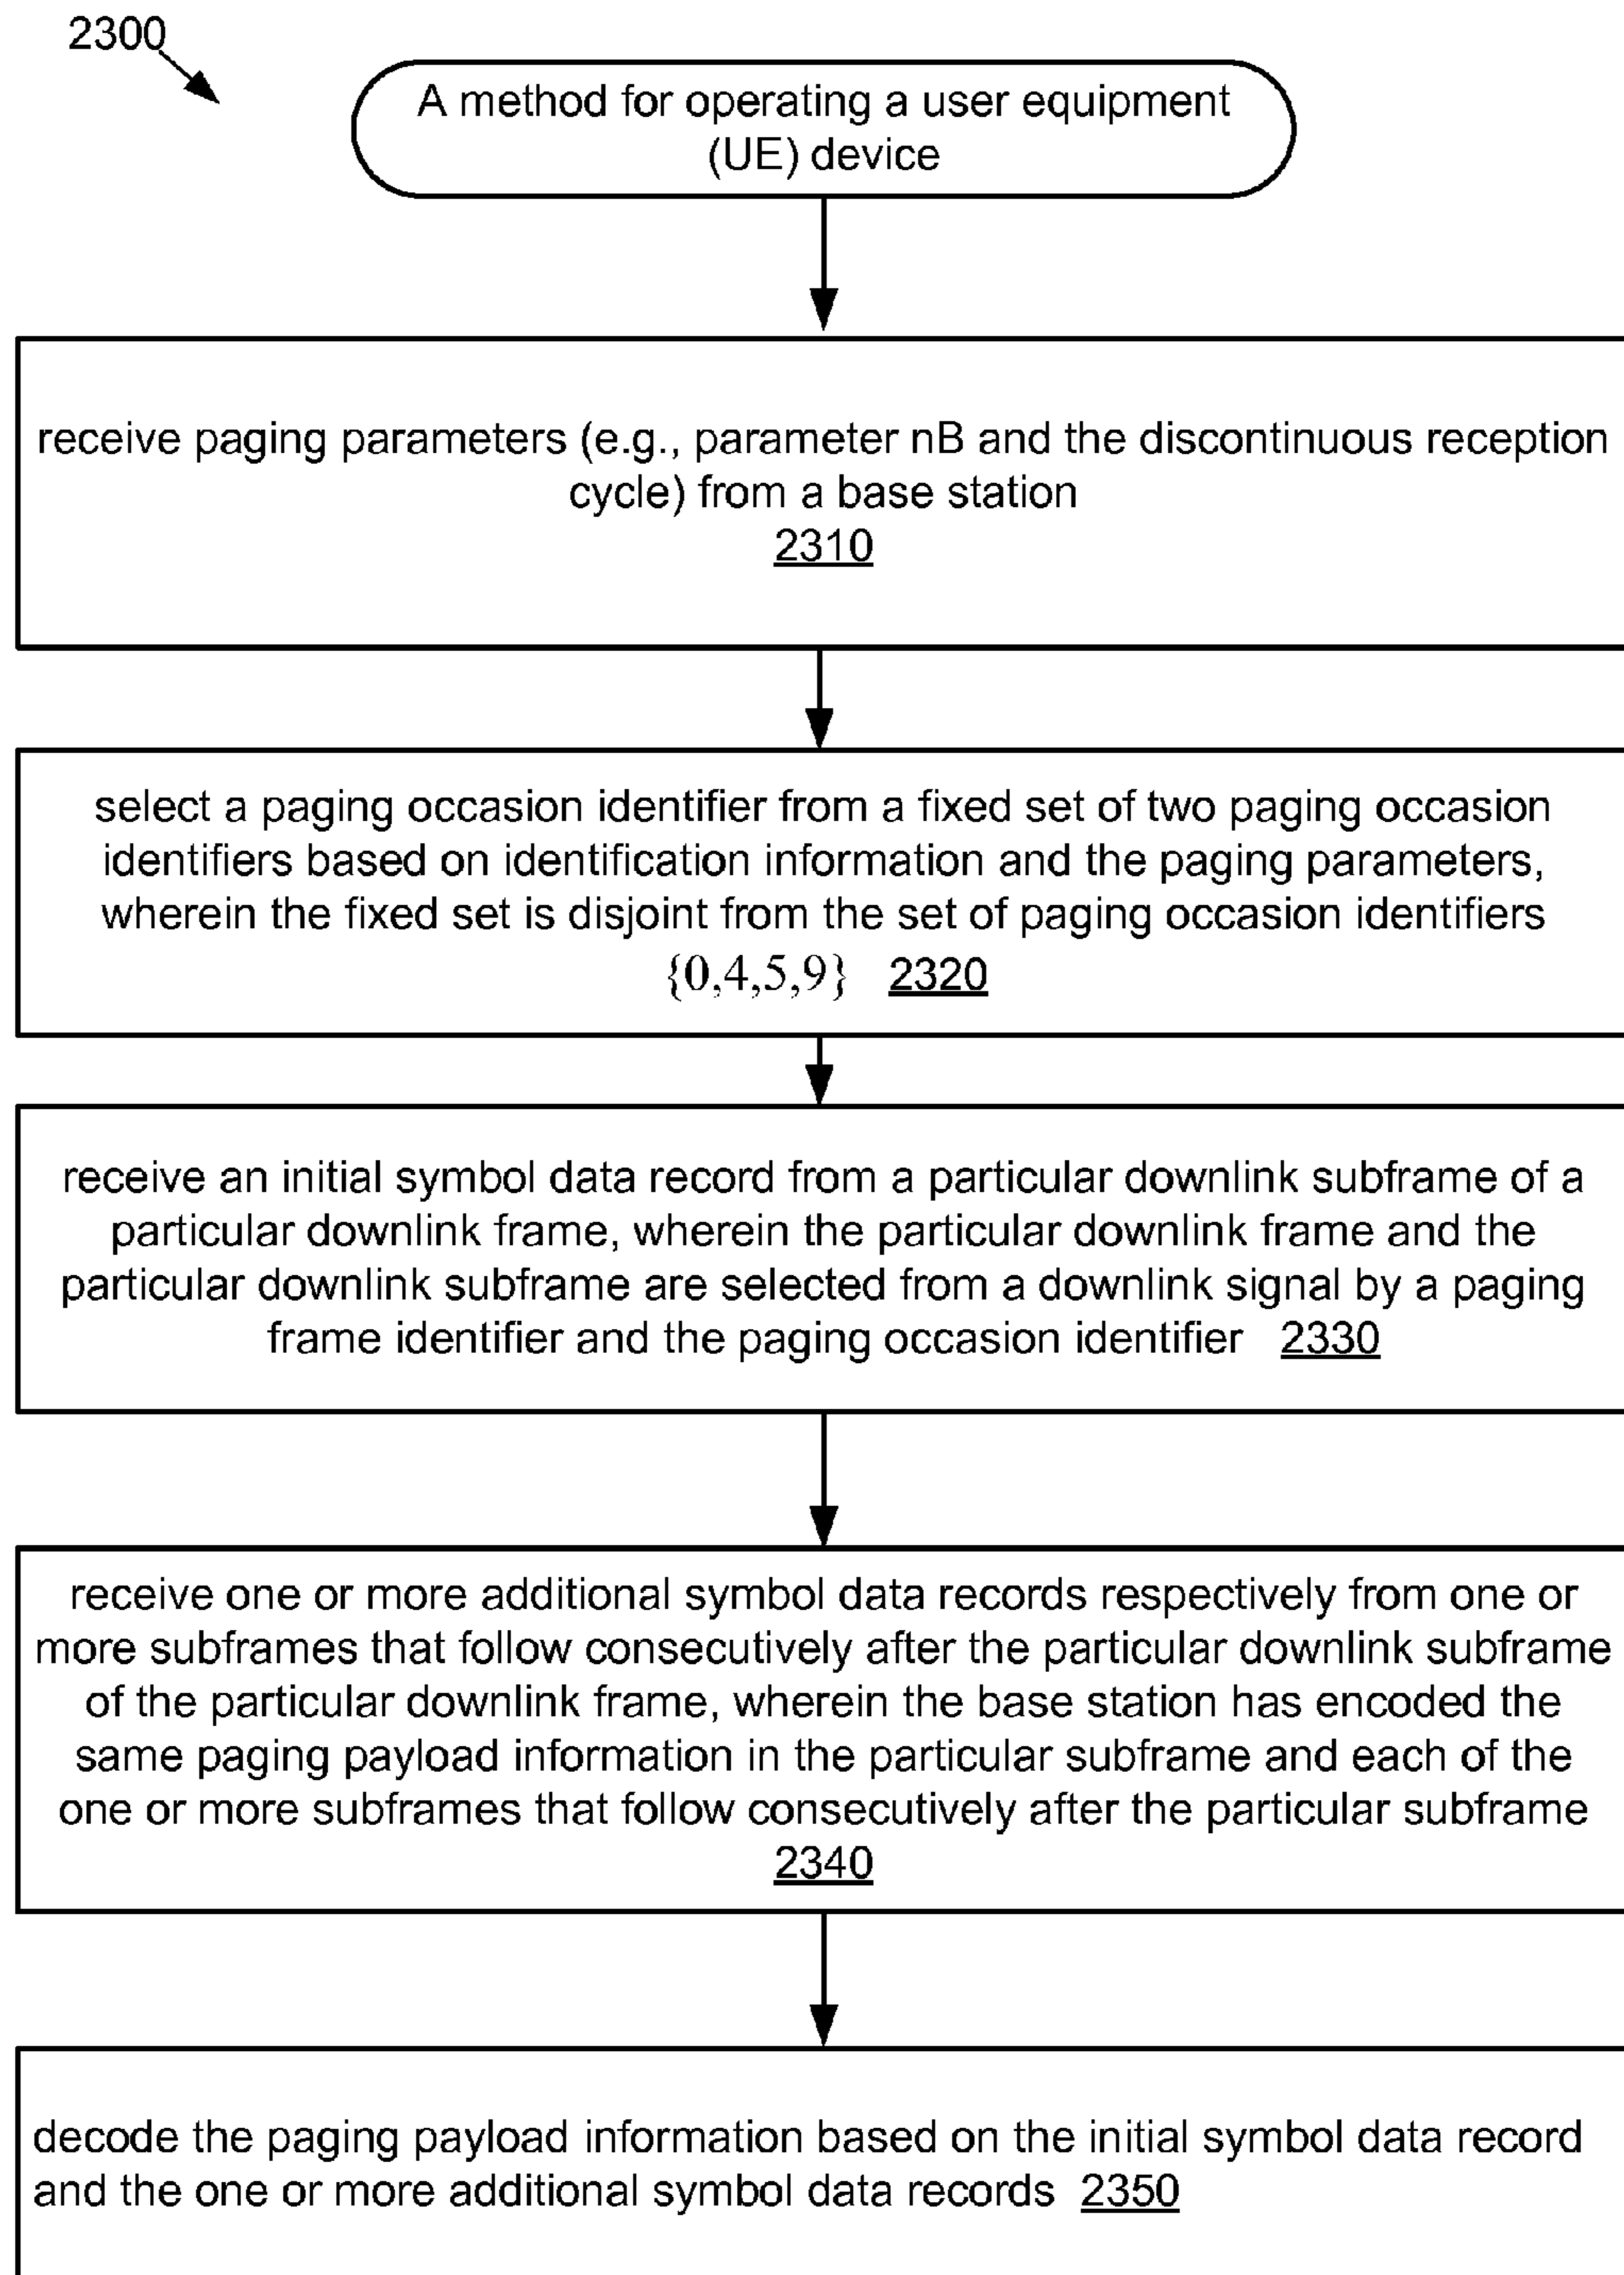 2300
A method for operating a user equipment
(UE) device
receive paging parameters (e.g., parameter nB and the discontinuous reception
cycle) from a base station
2310
select a paging occasion identifier from a fixed set of two paging occasion
identifiers based on identification information and the paging parameters,
wherein the fixed set is disjoint from the set of paging occasion identifiers
{0,4,5,9} 2320
receive an initial symbol data record from a particular downlink subframe of a
particular downlink frame, wherein the particular downlink frame and the
particular downlink subframe are selected from a downlink signal by a paging
frame identifier and the paging occasion identifier 2330
receive one or more additional symbol data records respectively from one or
more subframes that follow consecutively after the particular downlink subframe
of the particular downlink frame, wherein the base station has encoded the
same paging payload information in the particular subframe and each of the
one or more subframes that follow consecutively after the particular subframe
2340
decode the paging payload information based on the initial symbol data record
and the one or more additional symbol data records 2350